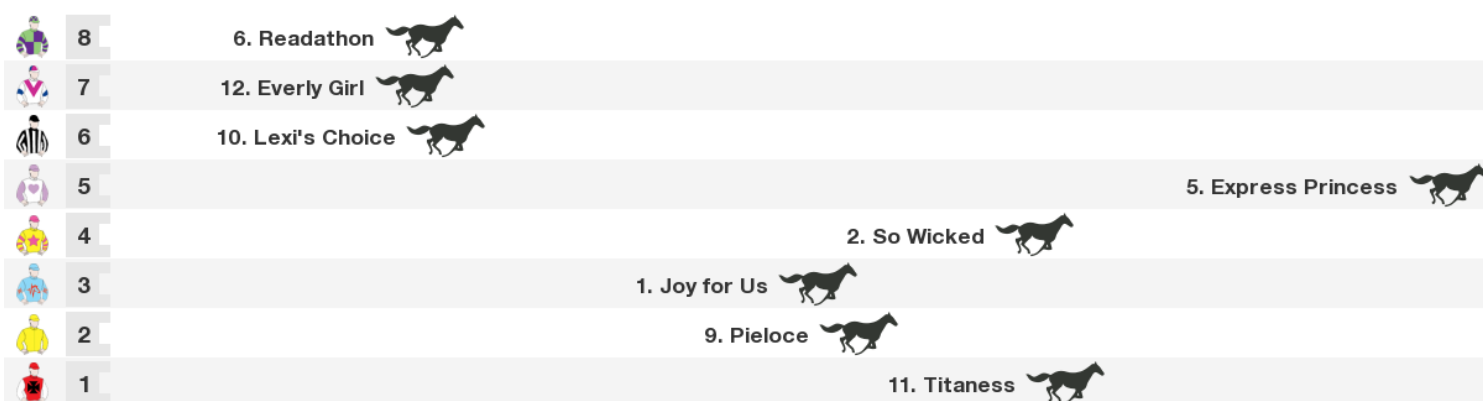 8 6. Readathon
7 12. Everly Girl
6 10. Lexi's Choice
5 5. Express Princess
4 2. So Wicked
3 1. Joy for Us
2 9. Pieloce
1 11. Titaness